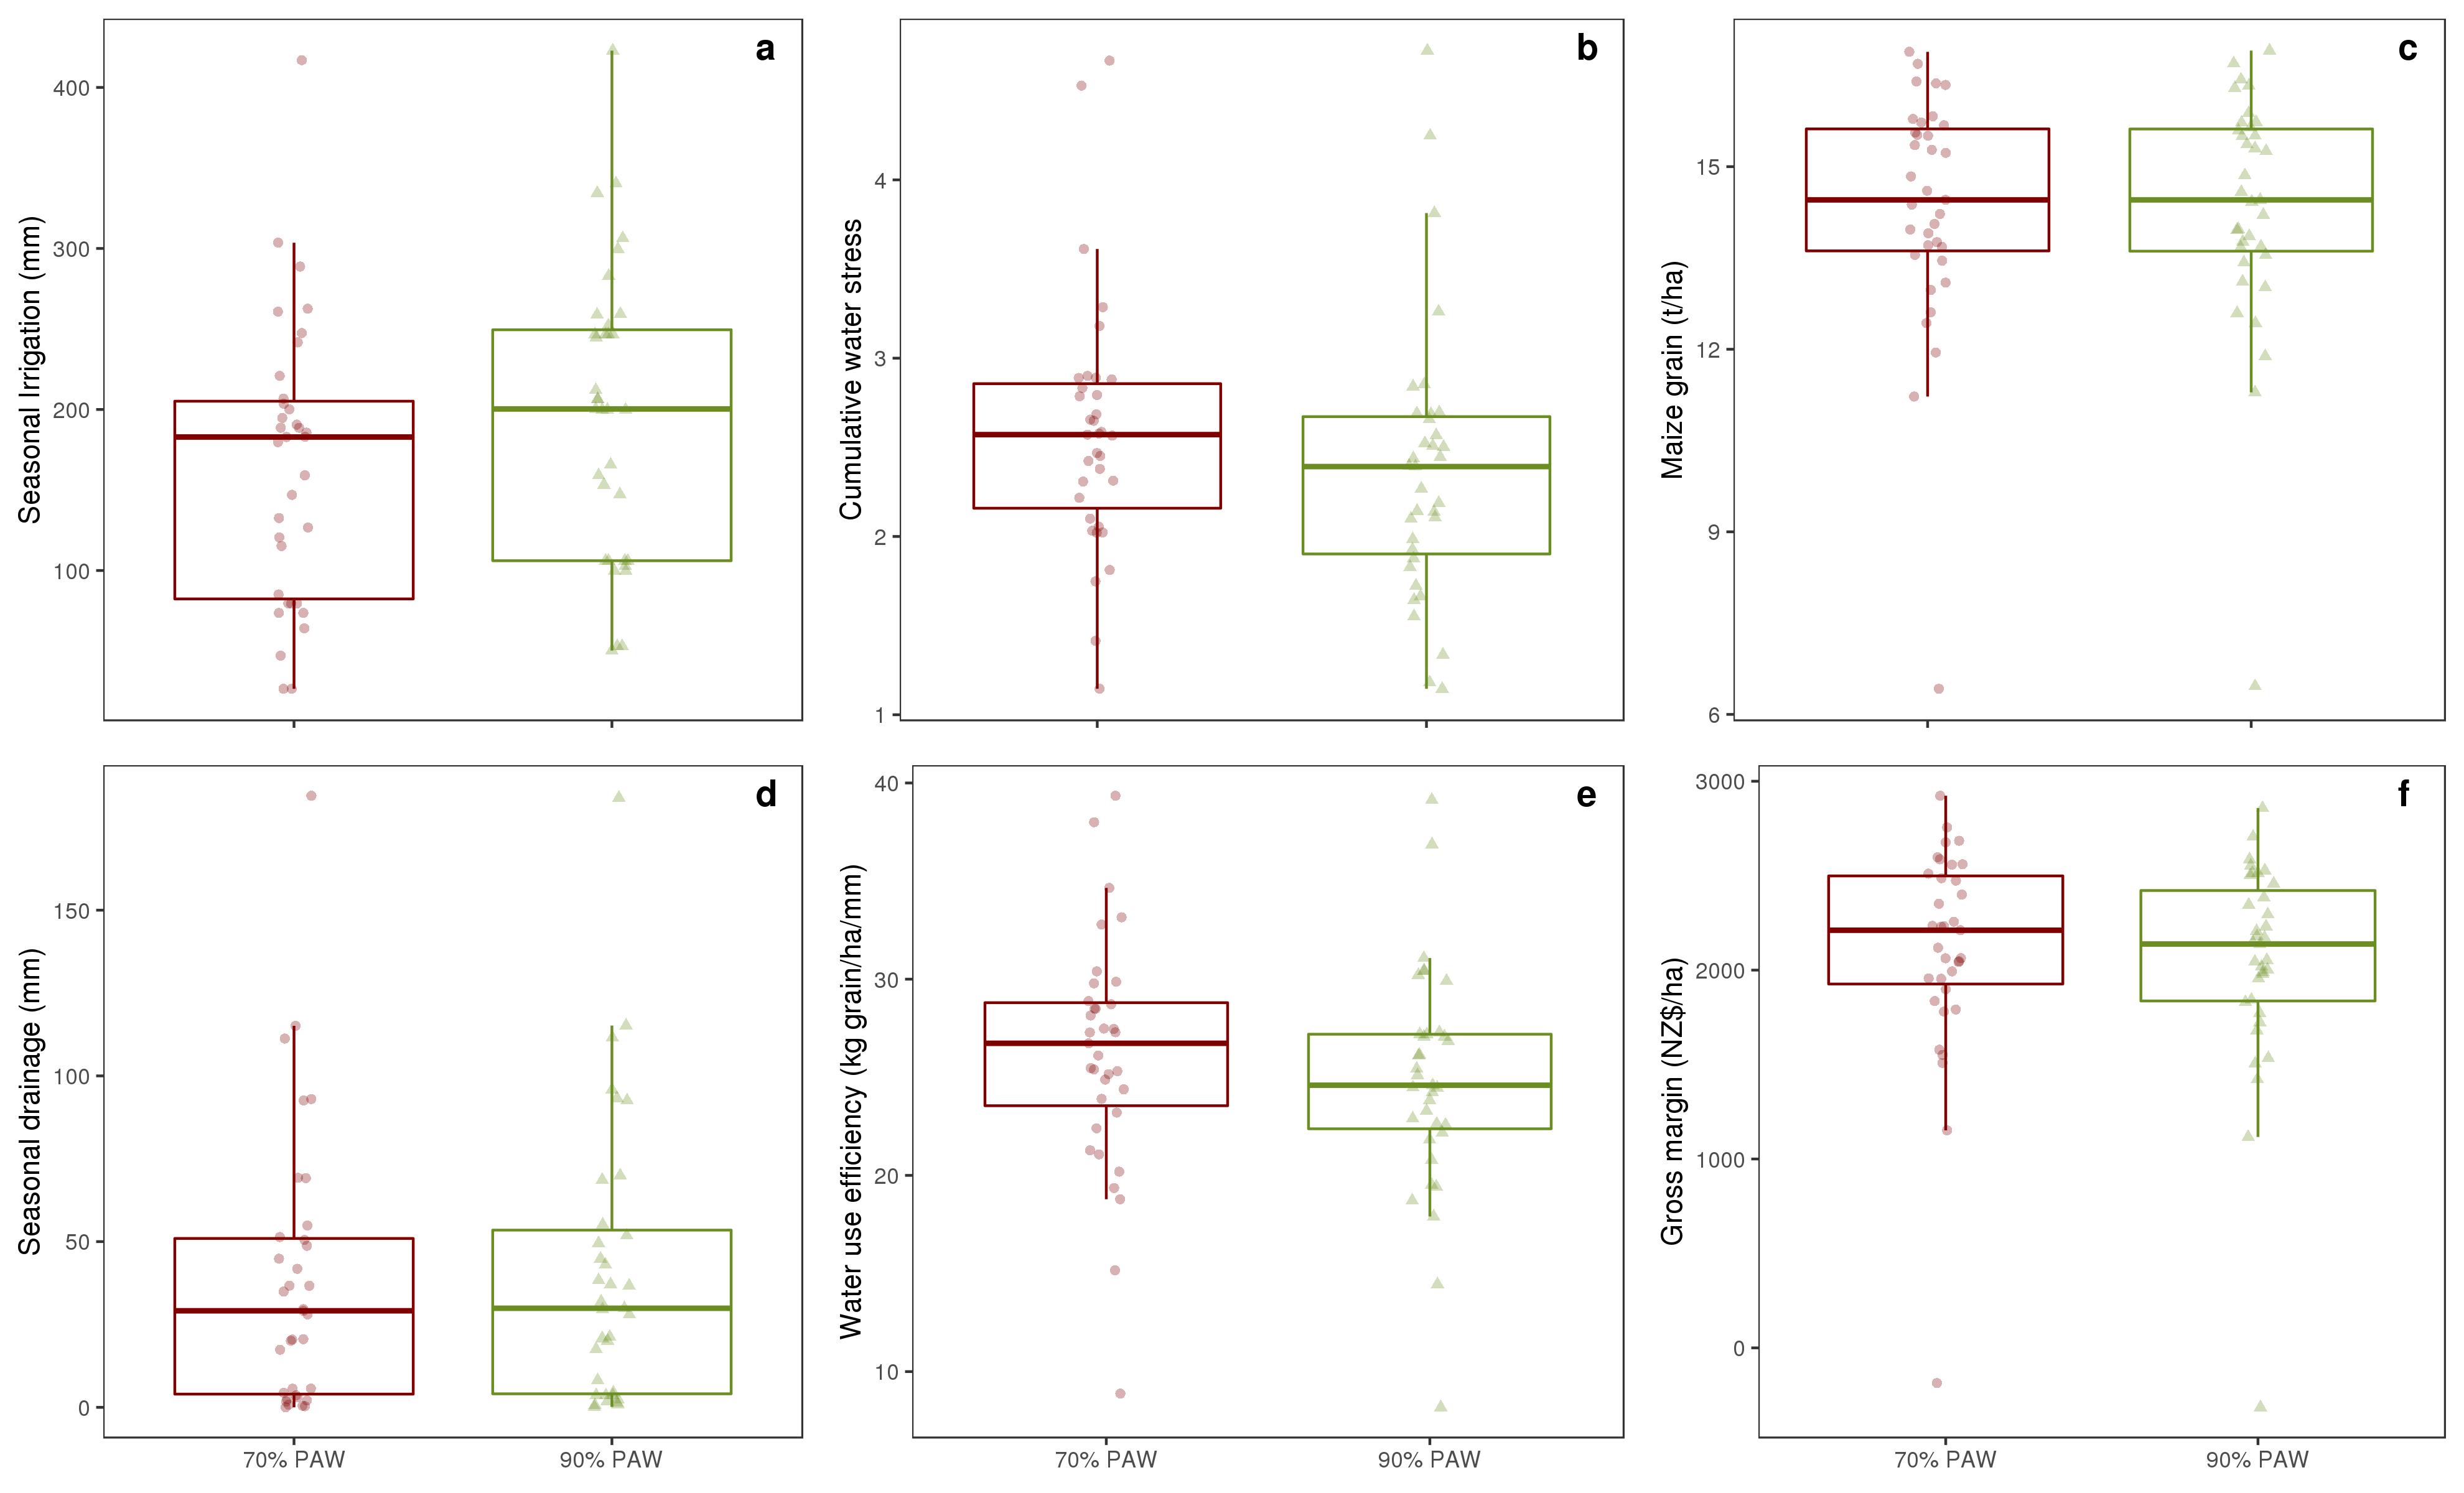 a
Seasonal Irrigation (mm)
400
300
200
100
b
Cumulative water stress
4
3
2
1
c
Maize grain (t/ha)
15
12
9
6
d
Seasonal drainage (mm)
150
100
50
0
70% PAW
90% PAW
e
Water use efficiency (kg grain/ha/mm)
40
30
20
10
70% PAW
90% PAW
f
Gross margin (NZ$/ha)
3000
2000
1000
0
70% PAW
90% PAW